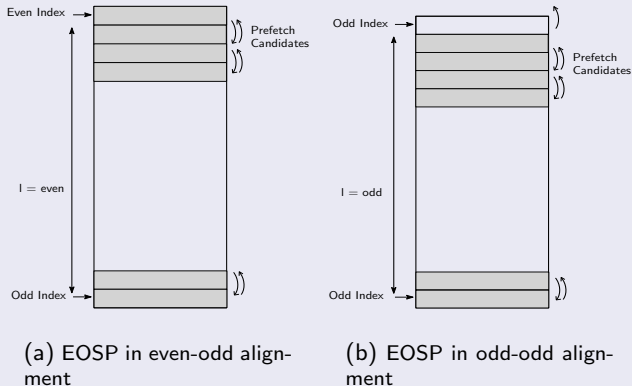 Even Index
Prefetch
Candidates
l = even
Odd Index
(a) EOSP in even-odd align-
ment
Odd Index
Prefetch
Candidates
l = odd
Odd Index
(b) EOSP in odd-odd align-
ment